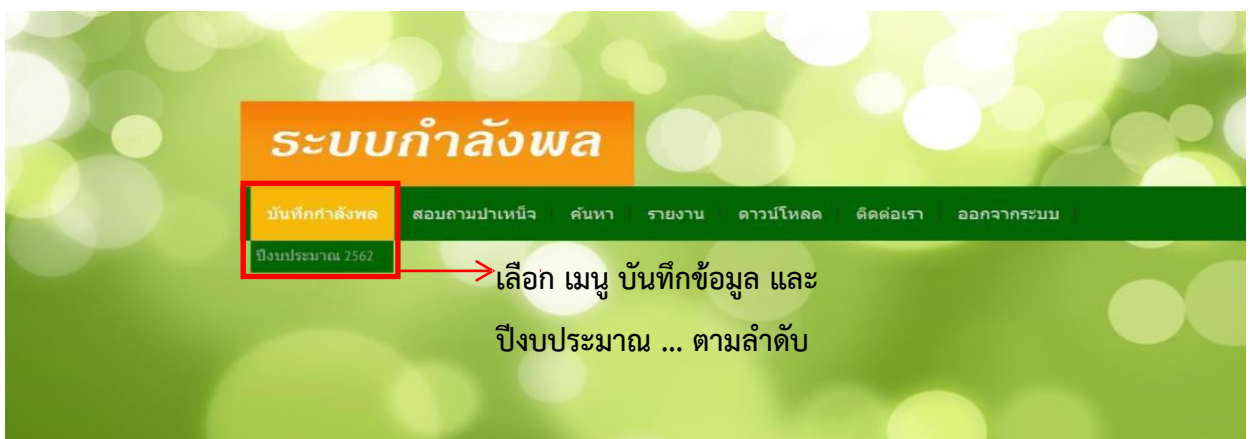 ระบบกำลังพล
บันทึกกำลังพล สอบถามบำเหน็จ ค้นหา รายงาน ดาวน์โหลด ติดต่อเรา ออกจากระบบ
ปีงบประมาณ 2562
เลือก เมนู บันทึกข้อมูล และ
ปีงบประมาณ ... ตามลำดับ